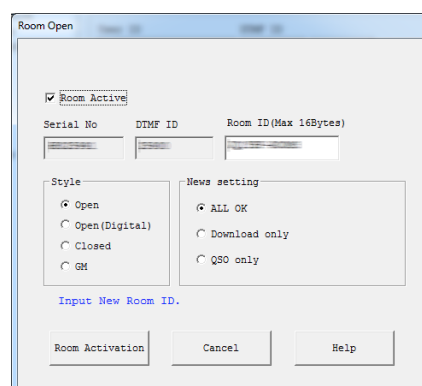 Room Open
Room Active
Serial No DTMF ID Room ID(Max 16Bytes)
Style News setting
Open ALL OK
Open(Digital) Download only
Closed QSO only
GM
Input New Room ID.
Room Activation Cancel Help